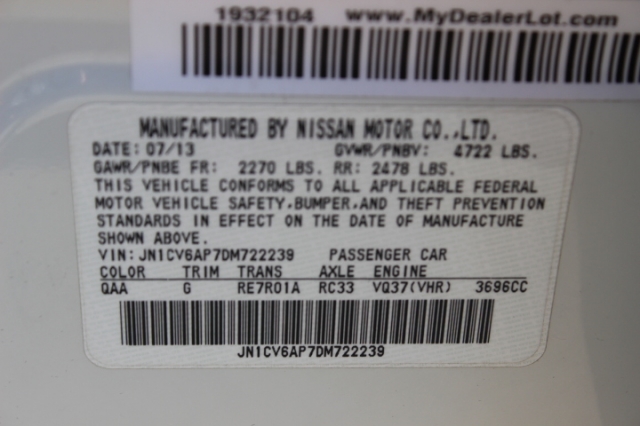 1932104 www.MyDealerLot.com
MANUFACTURED BY NISSAN MOTOR CO.,LTD.
DATE: 07/13 GVWR/PNBV: 4722 LBS.
GAWR/PNBE FR: 2270 LBS. RR: 2478 LBS.
THIS VEHICLE CONFORMS TO ALL APPLICABLE FEDERAL
MOTOR VEHICLE SAFETY,BUMPER,AND THEFT PREVENTION
STANDARDS IN EFFECT ON THE DATE OF MANUFACTURE
SHOWN ABOVE.
VIN: JN1CV6AP7DM722239 PASSENGER CAR
COLOR TRIM TRANS AXLE ENGINE
QAA G RE7R01A RC33 VQ37(VHR) 3696CC
JN1CV6AP7DM722239